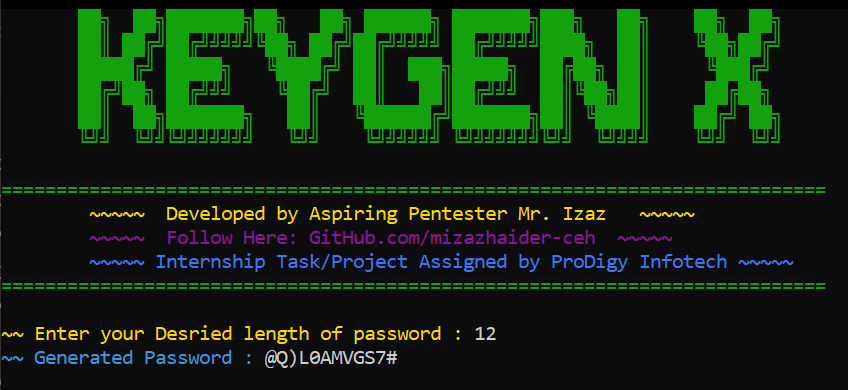 KEYGEN X
==========================================================================
~~~~~ Developed by Aspiring Pentester Mr. Izaz ~~~~~
~~~~~ Follow Here: GitHub.com/mizazhaider-ceh ~~~~~
~~~~~ Internship Task/Project Assigned by ProDigy Infotech ~~~~~
==========================================================================
~~ Enter your Desried length of password : 12
~~ Generated Password : @Q)L0AMVGS7#